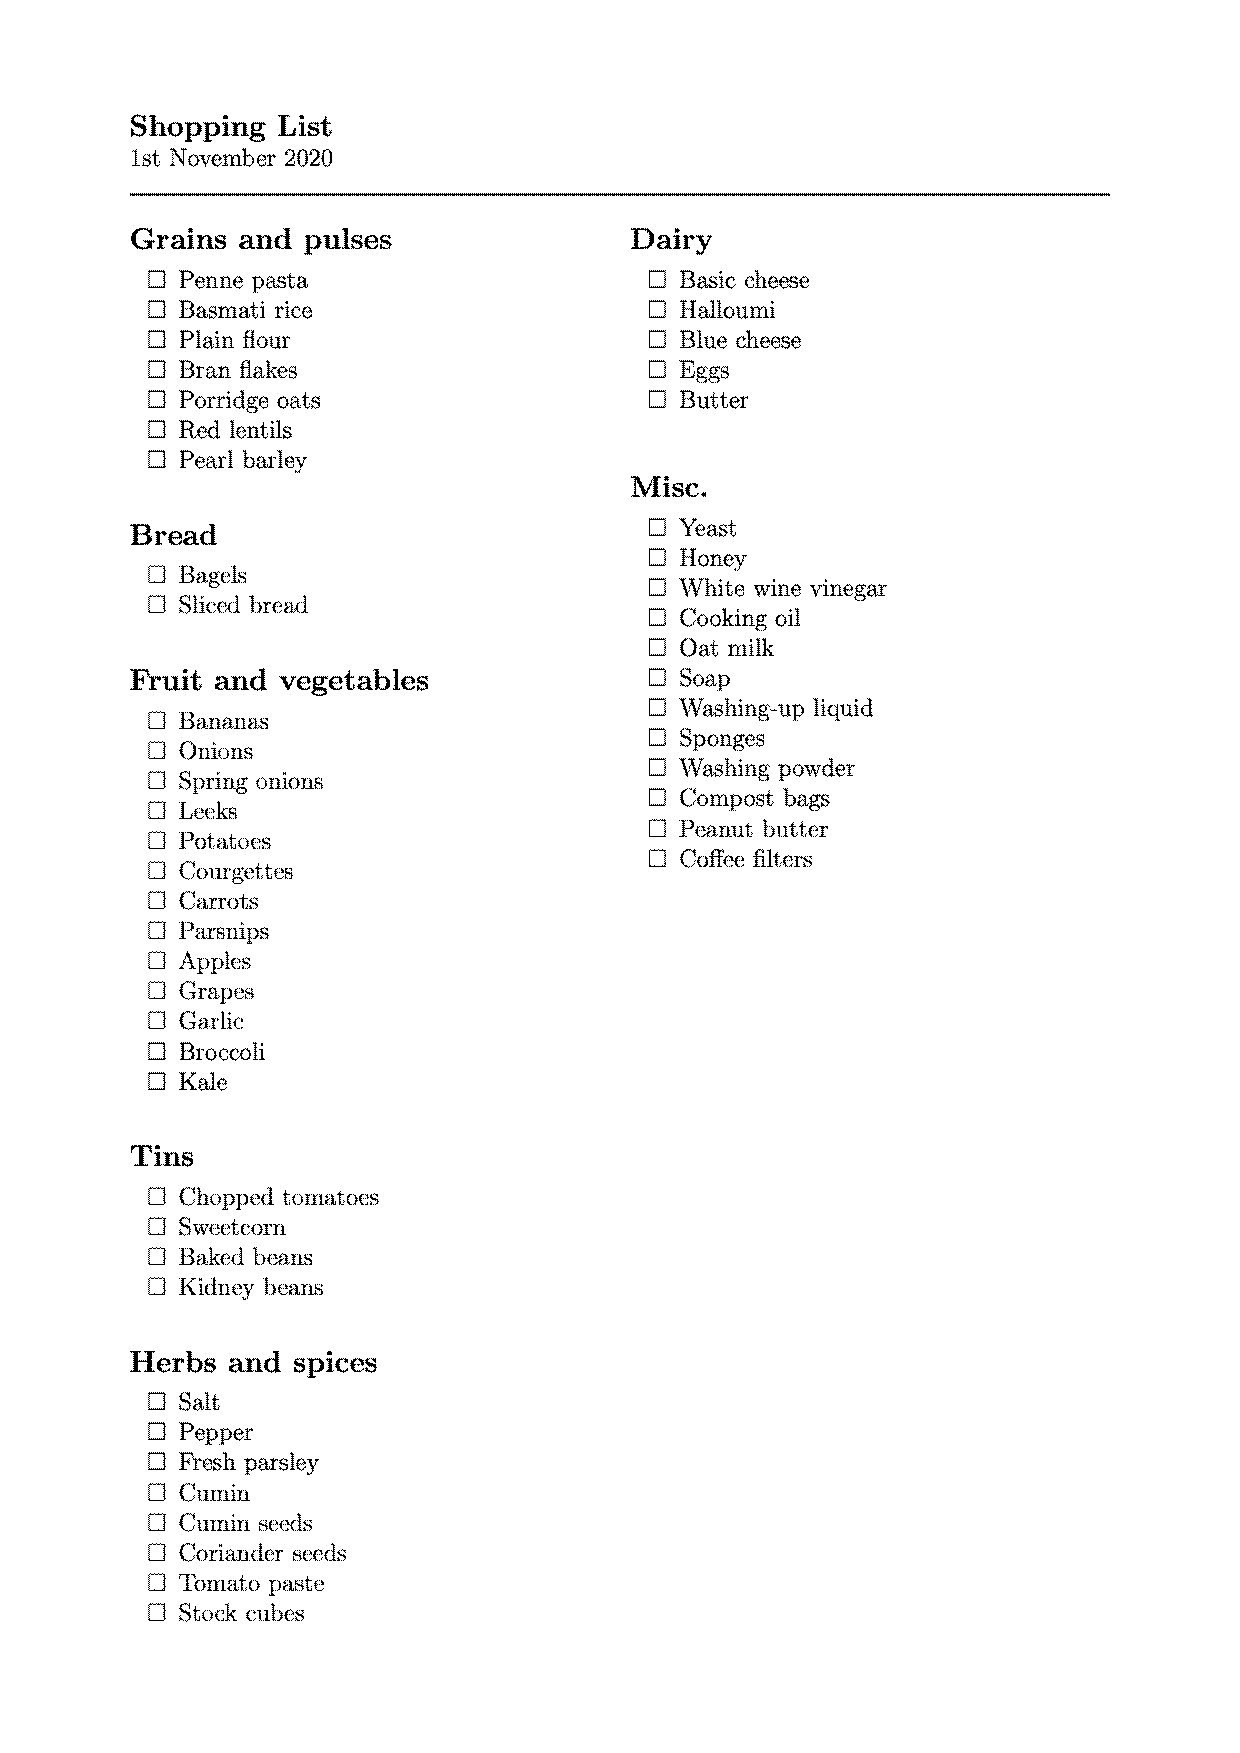 Shopping List
1st November 2020
Grains and pulses
☐ Penne pasta
☐ Basmati rice
☐ Plain flour
☐ Bran flakes
☐ Porridge oats
☐ Red lentils
☐ Pearl barley
Bread
☐ Bagels
☐ Sliced bread
Fruit and vegetables
☐ Bananas
☐ Onions
☐ Spring onions
☐ Leeks
☐ Potatoes
☐ Courgettes
☐ Carrots
☐ Parsnips
☐ Apples
☐ Grapes
☐ Garlic
☐ Broccoli
☐ Kale
Tins
☐ Chopped tomatoes
☐ Sweetcorn
☐ Baked beans
☐ Kidney beans
Herbs and spices
☐ Salt
☐ Pepper
☐ Fresh parsley
☐ Cumin
☐ Cumin seeds
☐ Coriander seeds
☐ Tomato paste
☐ Stock cubes
Dairy
☐ Basic cheese
☐ Halloumi
☐ Blue cheese
☐ Eggs
☐ Butter
Misc.
☐ Yeast
☐ Honey
☐ White wine vinegar
☐ Cooking oil
☐ Oat milk
☐ Soap
☐ Washing-up liquid
☐ Sponges
☐ Washing powder
☐ Compost bags
☐ Peanut butter
☐ Coffee filters